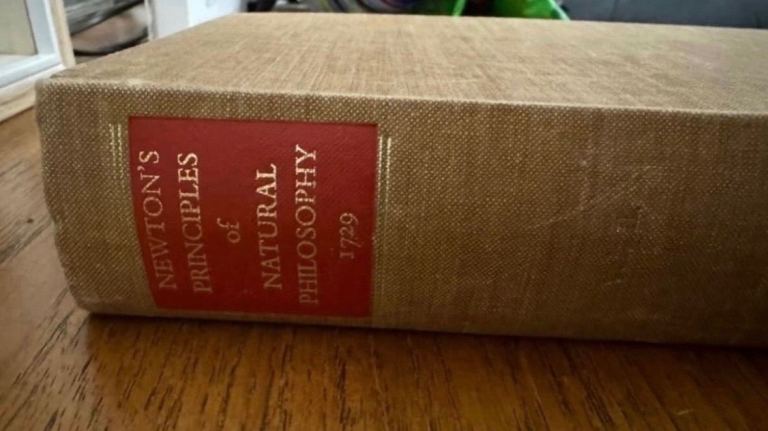 NEWTON'S
PRINCIPLES
of
NATURAL
PHILOSOPHY
1729